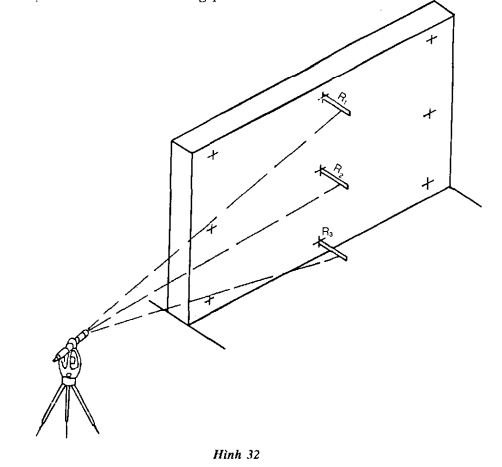 R₁
R₂
R₃
Hình 32